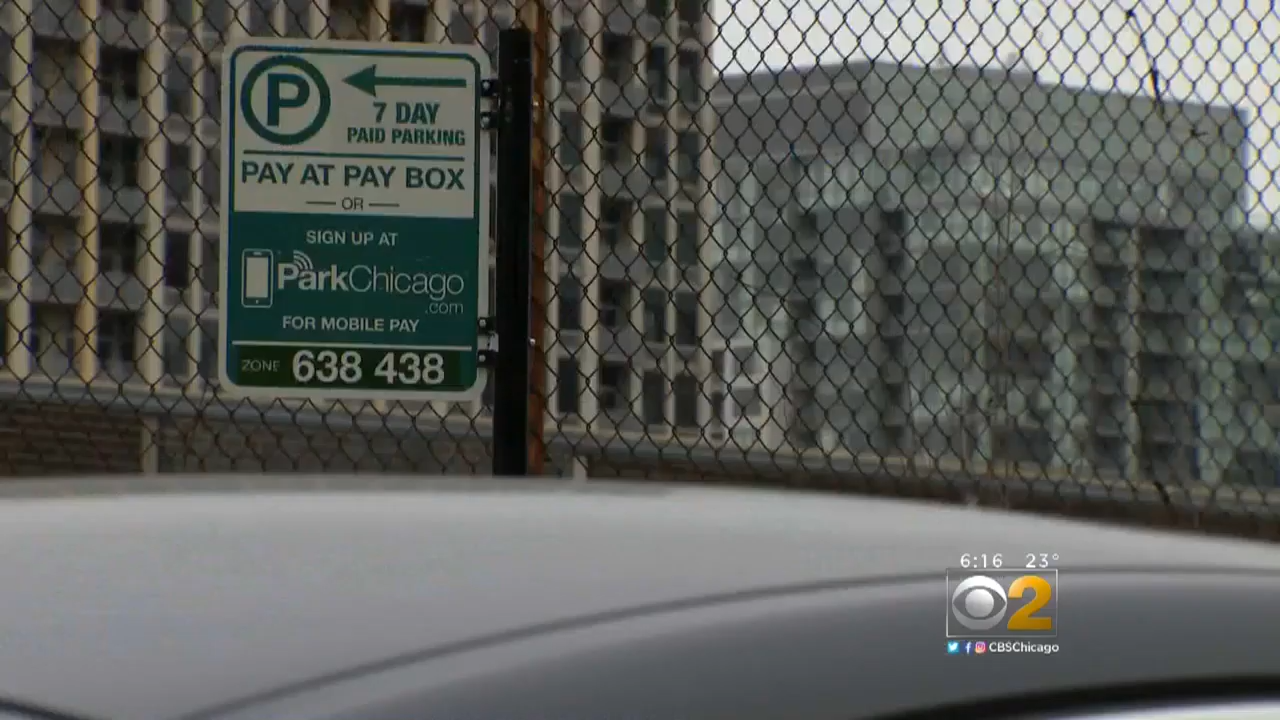 P
7 DAY
PAID PARKING
PAY AT PAY BOX
OR
SIGN UP AT
ParkChicago
.com
FOR MOBILE PAY
ZONE 638 438
6:16 23°
2
CBSChicago